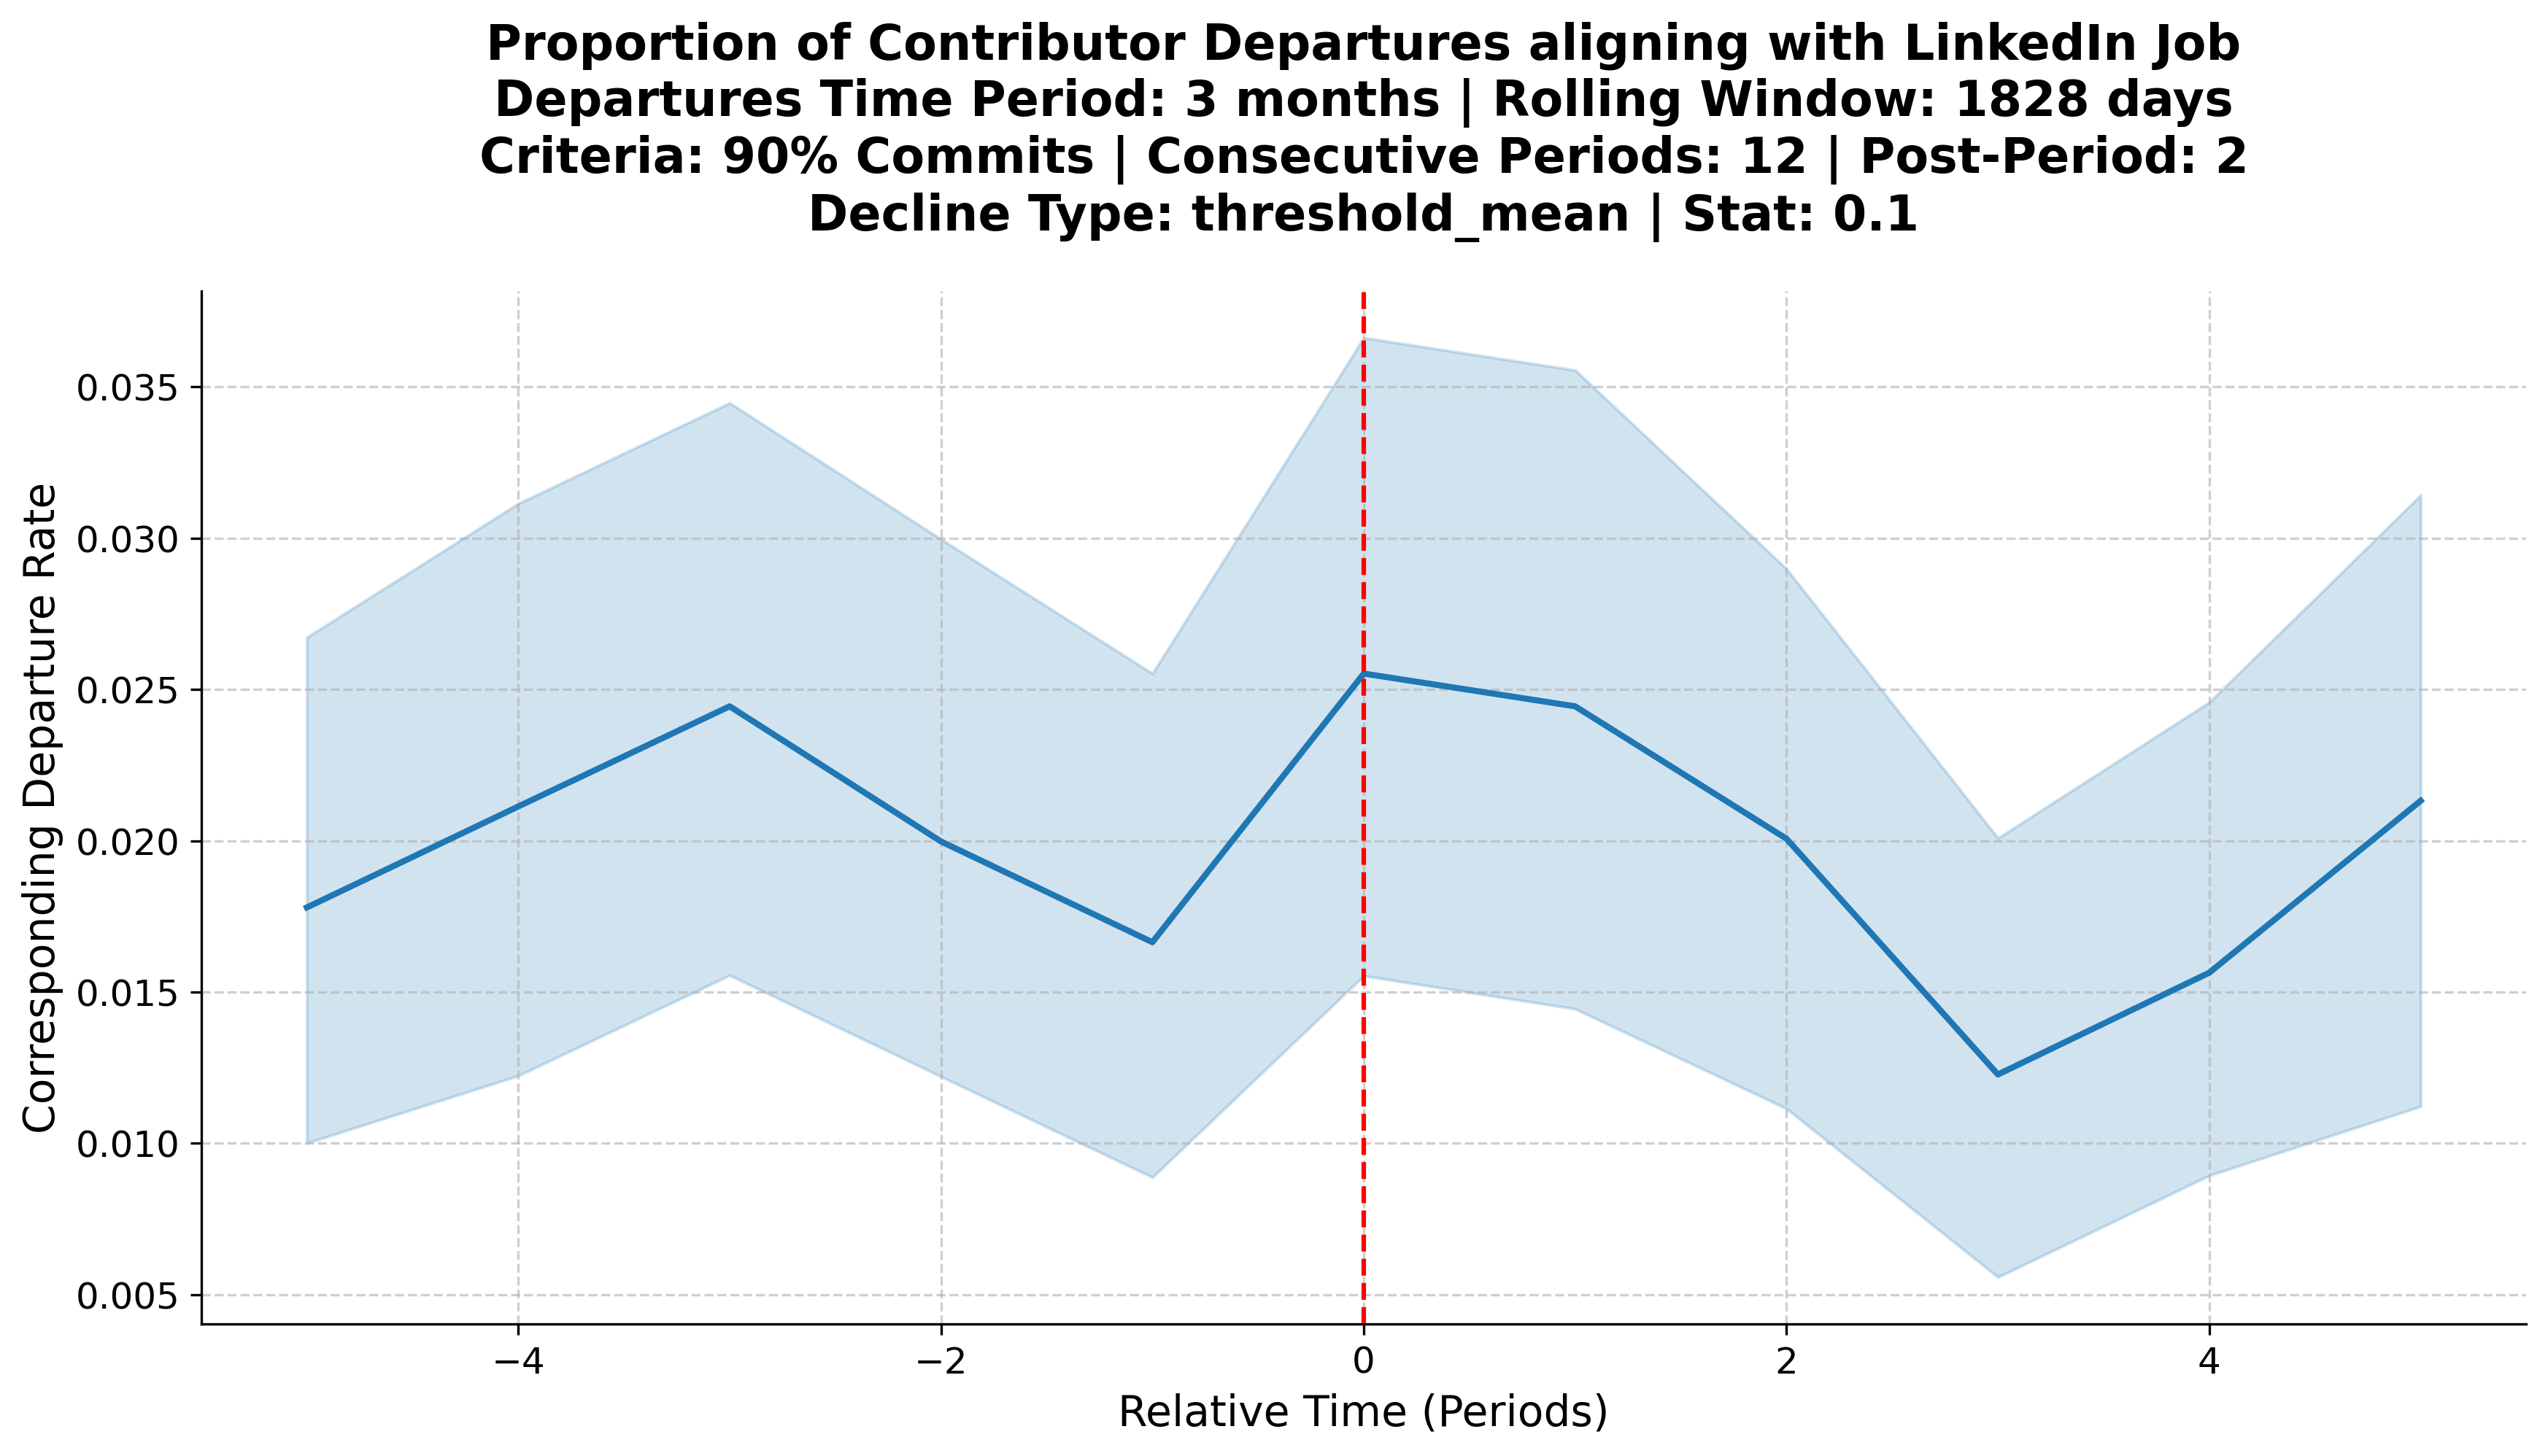 Proportion of Contributor Departures aligning with LinkedIn Job
Departures Time Period: 3 months | Rolling Window: 1828 days
Criteria: 90% Commits | Consecutive Periods: 12 | Post-Period: 2
Decline Type: threshold_mean | Stat: 0.1
Corresponding Departure Rate
0.035
0.030
0.025
0.020
0.015
0.010
0.005
−4
−2
0
2
4
Relative Time (Periods)